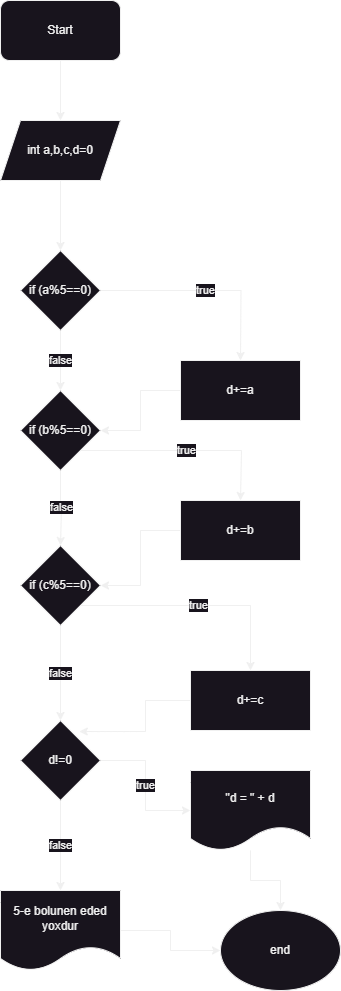 Start
int a,b,c,d=0
if (a%5==0)
true
false
d+=a
if (b%5==0)
true
false
d+=b
if (c%5==0)
true
false
d+=c
d!=0
true
"d = " + d
false
5-e bolunen eded
yoxdur
end